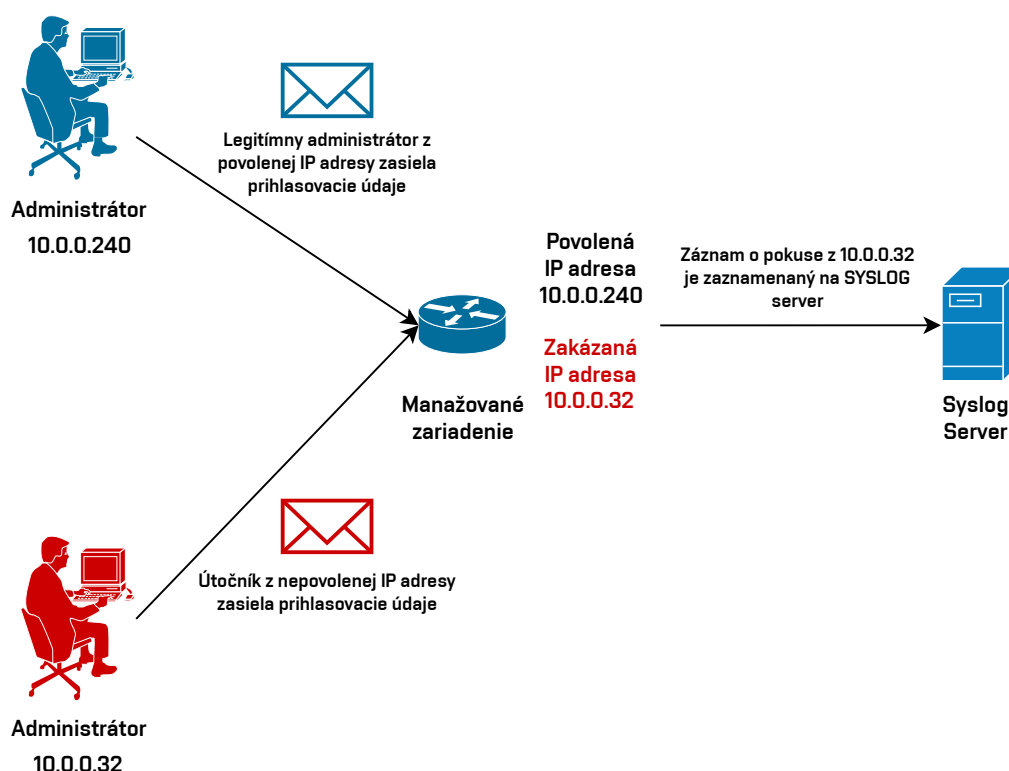 Legitímny administrátor z
povolenej IP adresy zasiela
prihlasovacie údaje
Administrátor
10.0.0.240
Povolená
IP adresa
10.0.0.240
Zakázaná
IP adresa
10.0.0.32
Záznam o pokuse z 10.0.0.32
je zaznamenaný na SYSLOG
server
Manažované
zariadenie
Syslog
Server
Útočník z nepovolenej IP adresy
zasiela prihlasovacie údaje
Administrátor
10.0.0.32